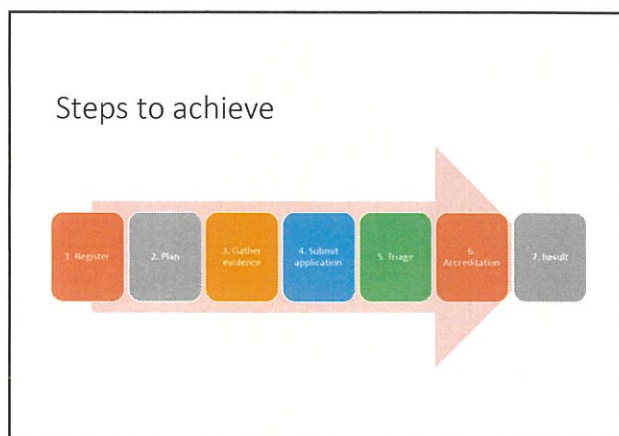 Steps to achieve
1. Register
2. Plan
3. Gather
evidence
4. Submit
application
5. Triage
6.
Accreditation
7. Result